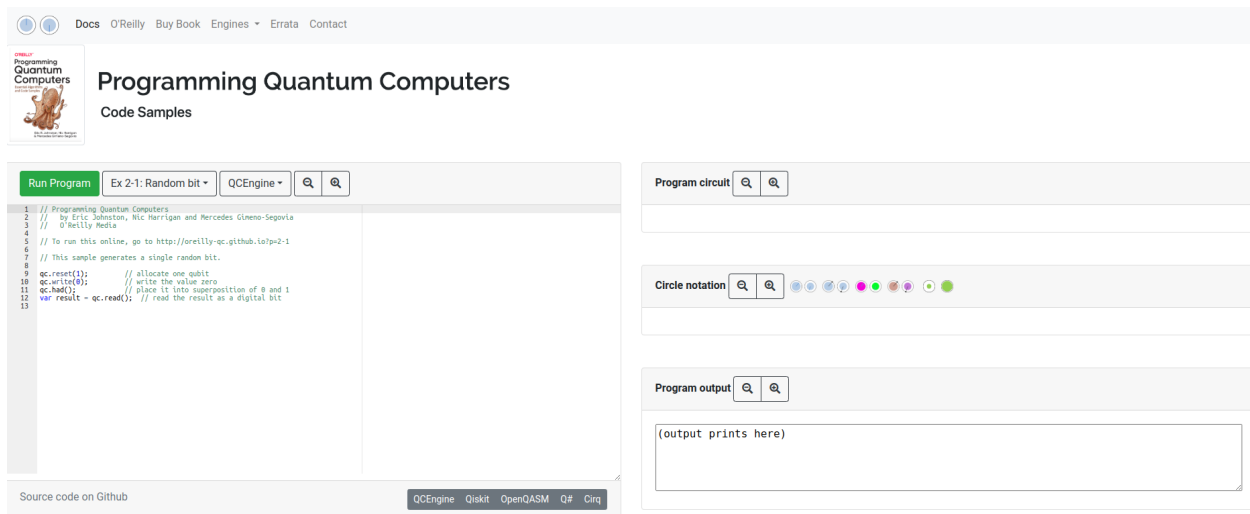 Docs O'Reilly Buy Book Engines Errata Contact
O'REILLY
Programming
Quantum
Computers
Programming Quantum Computers
Code Samples
Run Program Ex 2-1: Random bit QCEngine
1 // Programming Quantum Computers
2 //   by Eric Johnston, Nic Harrigan and Mercedes Gimeno-Segovia
3 //   O'Reilly Media
4
5 // To run this online, go to http://oreilly-qc.github.io?p=2-1
6
7 // This sample generates a single random bit.
8
9 qc.reset(1);         // allocate one qubit
10 qc.write(0);         // write the value zero
11 qc.had();            // place it into superposition of 0 and 1
12 var result = qc.read();  // read the result as a digital bit
13
Source code on Github
QCEngine Qiskit OpenQASM Q# Cirq
Program circuit
Circle notation
Program output
(output prints here)